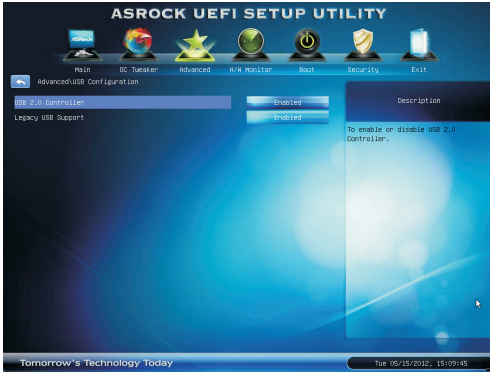 ASROCK UEFI SETUP UTILITY
ASRock
Main
OC Tweaker
Advanced
H/W Monitor
Boot
Security
Exit
Advanced\USB Configuration
USB 2.0 Controller
Enabled
Legacy USB Support
Enabled
Description
To enable or disable USB 2.0
Controller.
Tomorrow's Technology Today
Tue 05/15/2012, 15:09:45